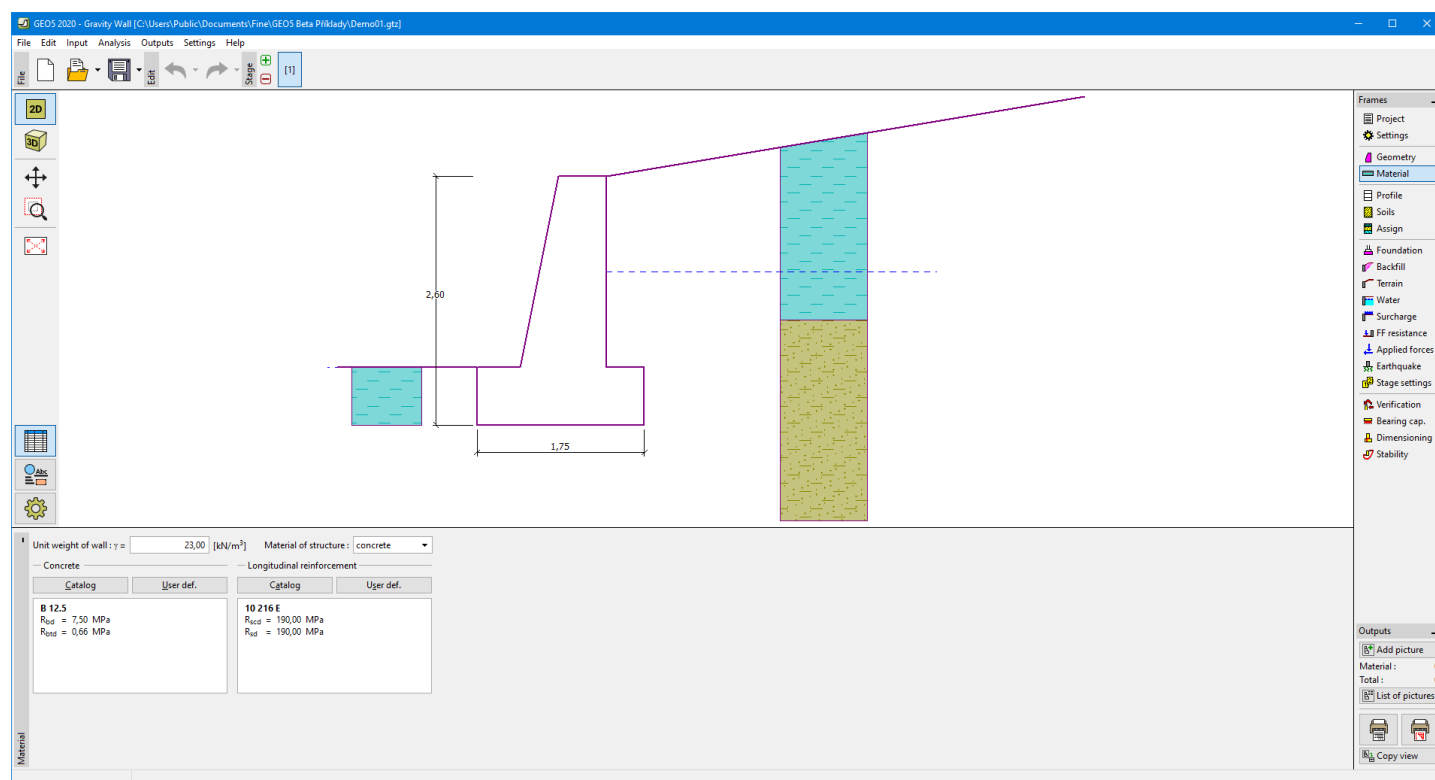 GEO5 2020 - Gravity Wall [C:\Users\Public\Documents\Fine\GEO5 Beta Příklady\Demo01.gtz]
File Edit Input Analysis Outputs Settings Help
File
Edit
Stage
[1]
2D
3D
Abc
2,60
1,75
Frames
Project
Settings
Geometry
Material
Profile
Soils
Assign
Foundation
Backfill
Terrain
Water
Surcharge
FF resistance
Applied forces
Earthquake
Stage settings
Verification
Bearing cap.
Dimensioning
Stability
Outputs
Add picture
Material :
Total :
List of pictures
Copy view
Material
Unit weight of wall : γ = 23,00 [kN/m³] Material of structure : concrete
Concrete Longitudinal reinforcement
Catalog User def. Catalog User def.
B 12.5 10 216 E
Rbd = 7,50 MPa Rscd = 190,00 MPa
Rbtd = 0,66 MPa Rsd = 190,00 MPa